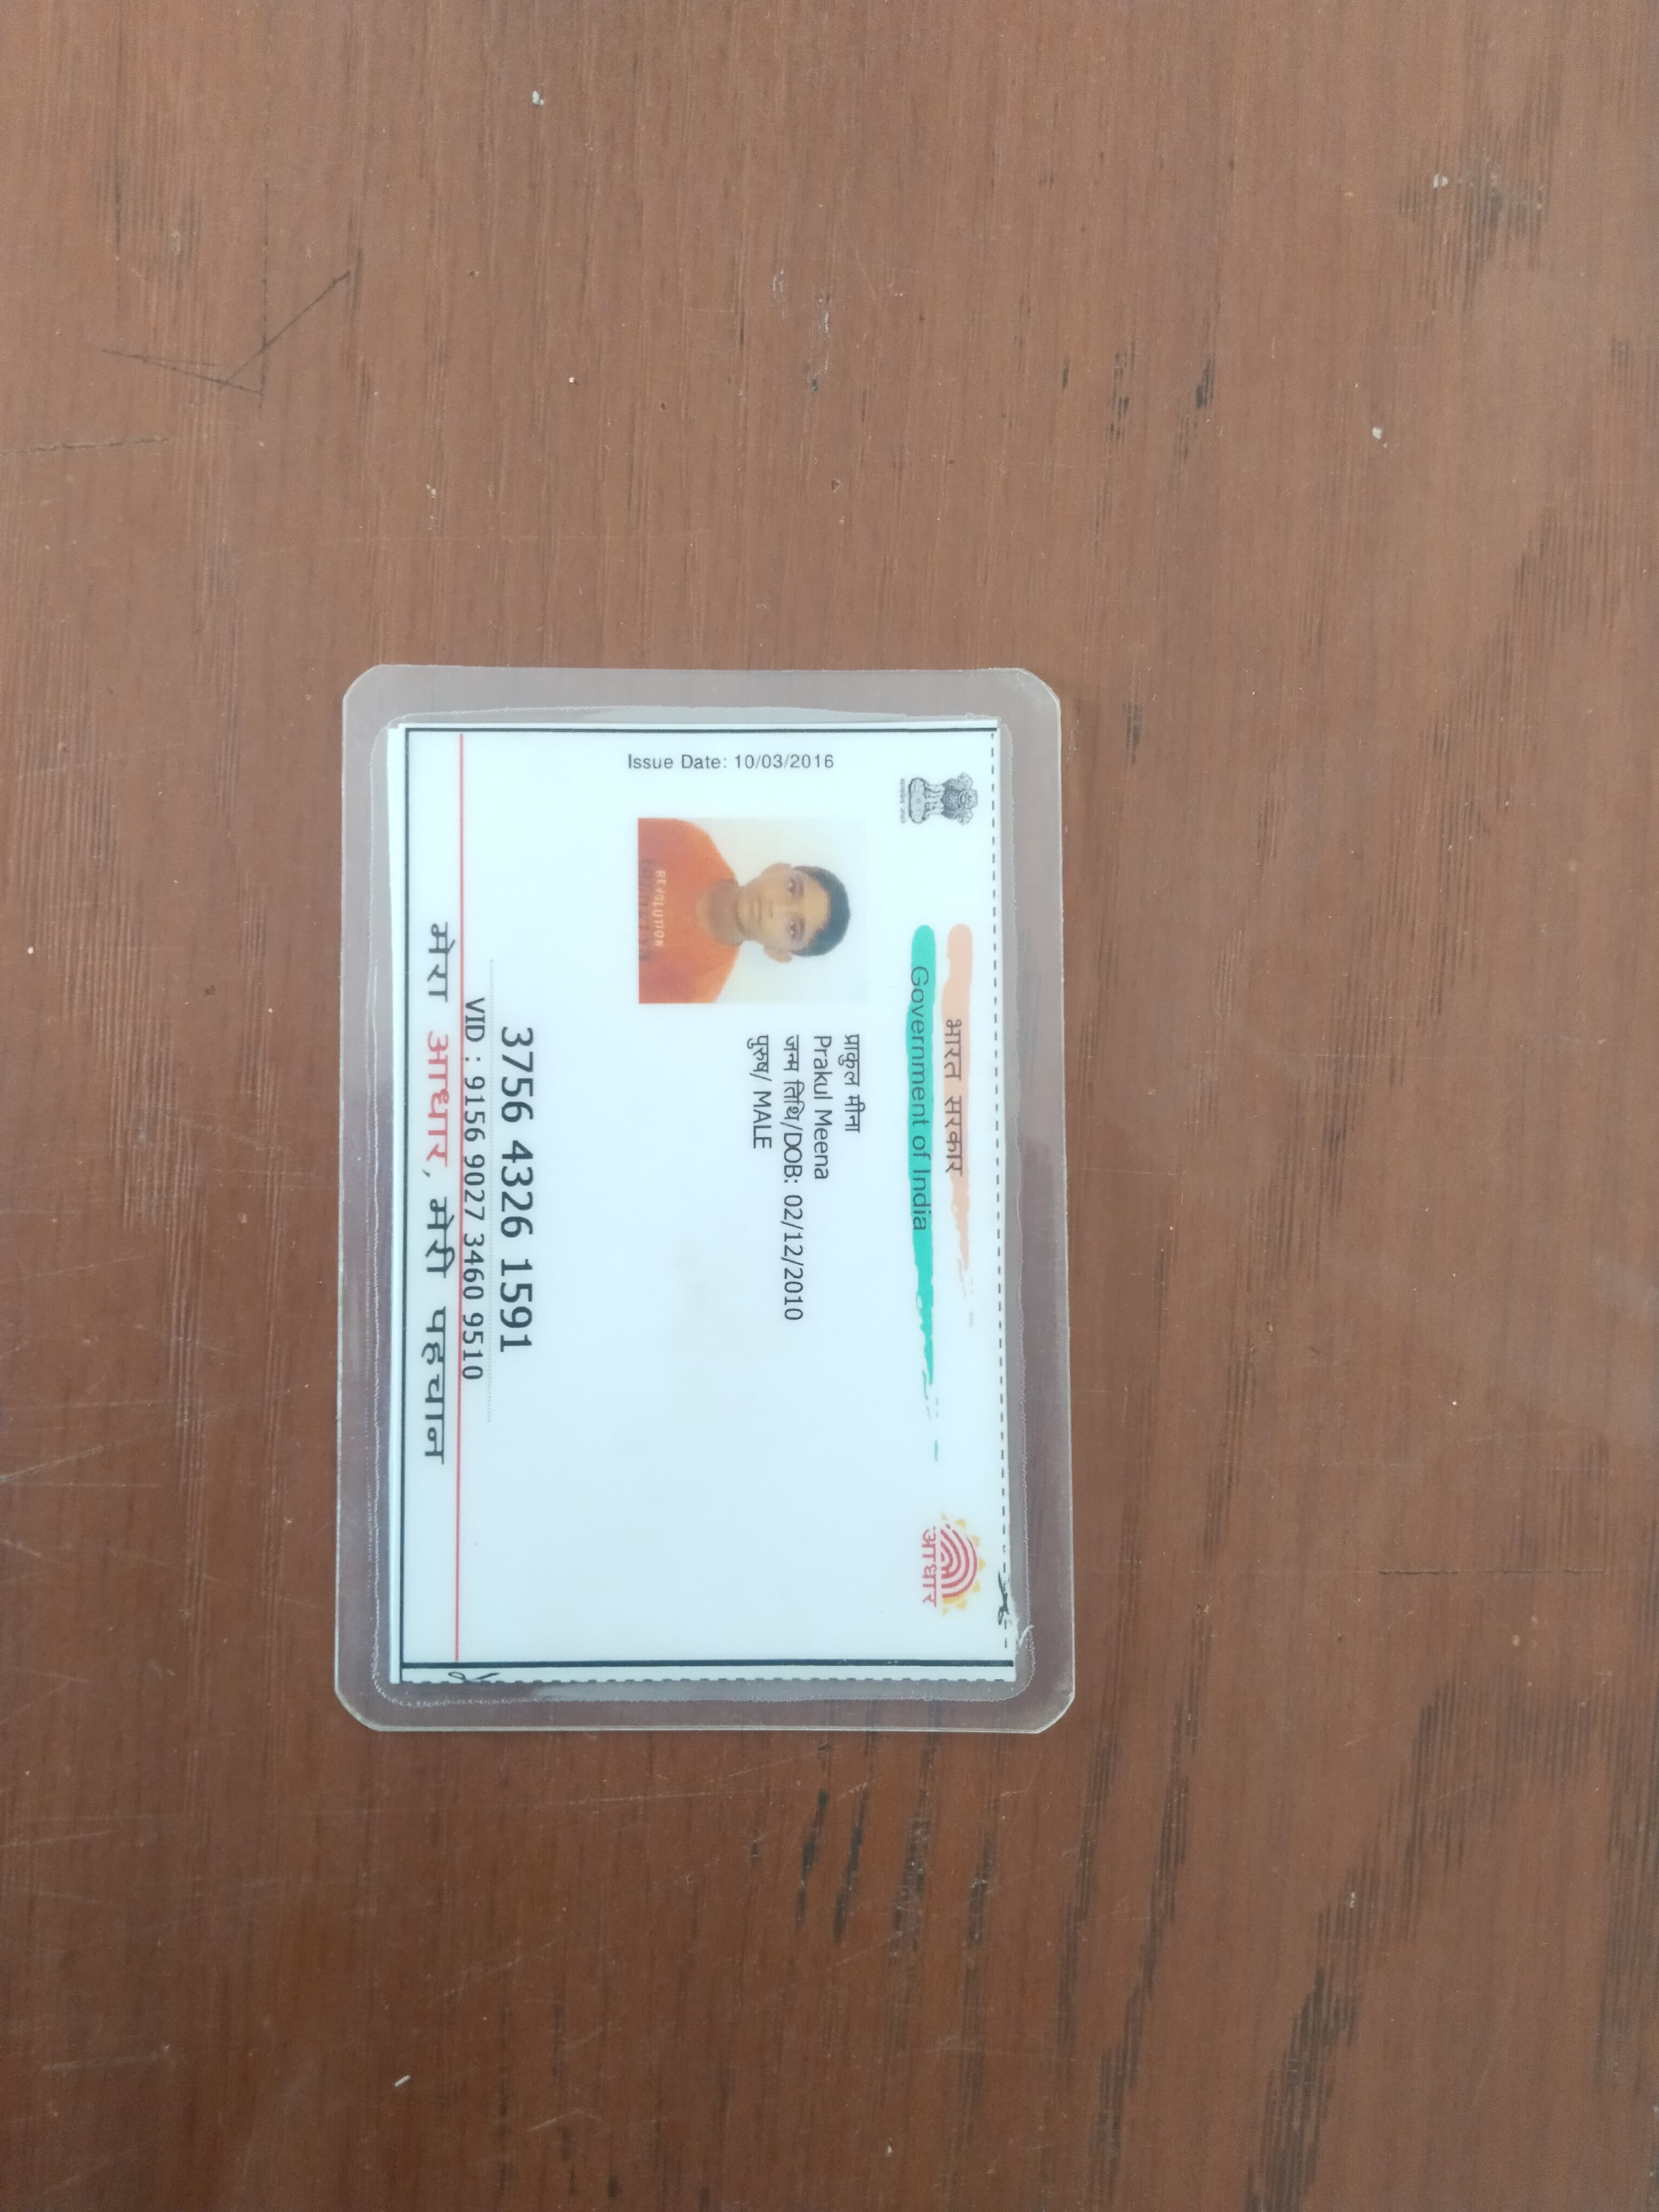 भारत सरकार
Government of India
आधार
Issue Date: 10/03/2016
REVOLUTION
प्राकुल मीना
Prakul Meena
जन्म तिथि/DOB: 02/12/2010
पुरुष/ MALE
3756 4326 1591
VID : 9156 9027 3460 9510
मेरा आधार, मेरी पहचान